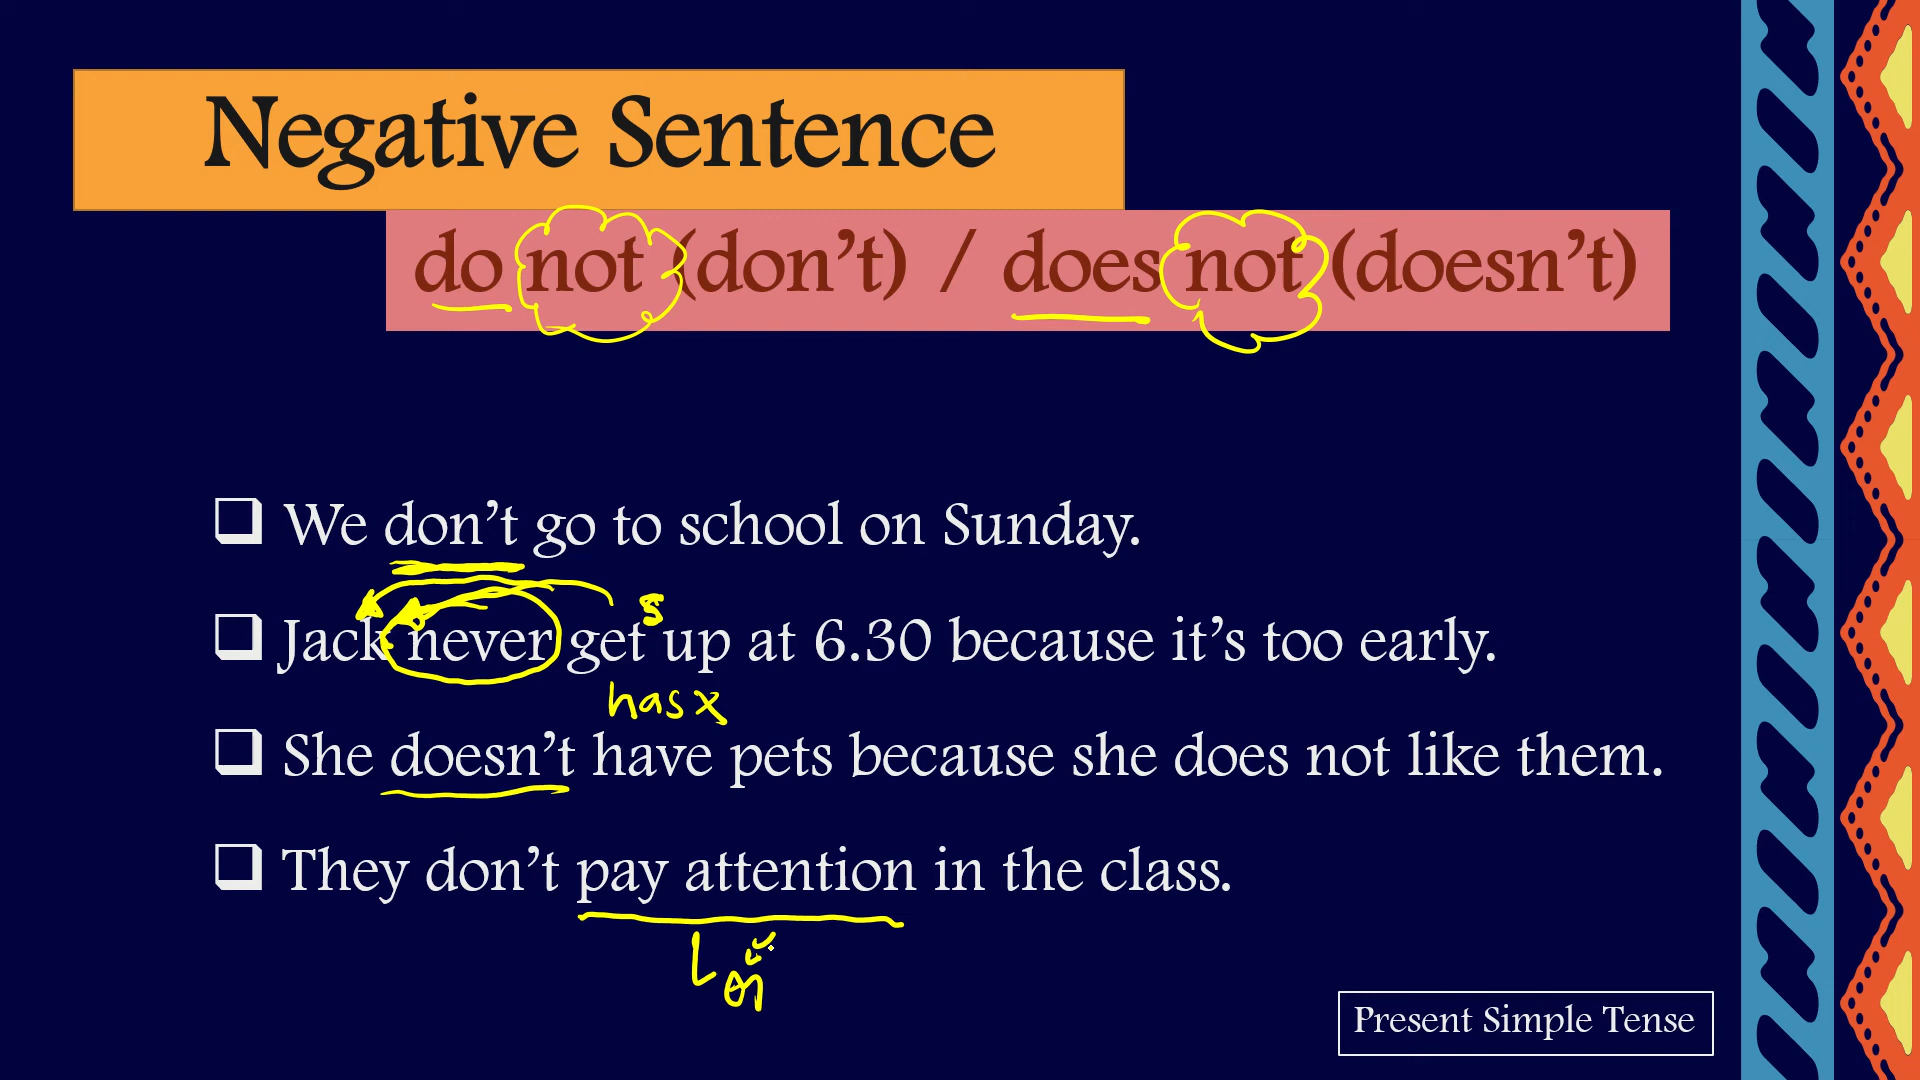 Negative Sentence
do not (don’t) / does not (doesn’t)
❑ We don’t go to school on Sunday.
s
❑ Jack never get up at 6.30 because it’s too early.
has x
❑ She doesn’t have pets because she does not like them.
❑ They don’t pay attention in the class.
Present Simple Tense